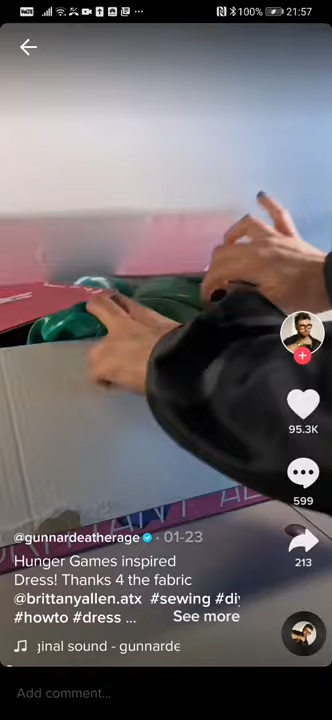 100% 21:57
95.3K
599
@gunnardeatherage · 01-23
213
Hunger Games inspired
Dress! Thanks 4 the fabric
@brittanyallen.atx #sewing #diy
#howto #dress ... See more
ginal sound - gunnarde
Add comment...